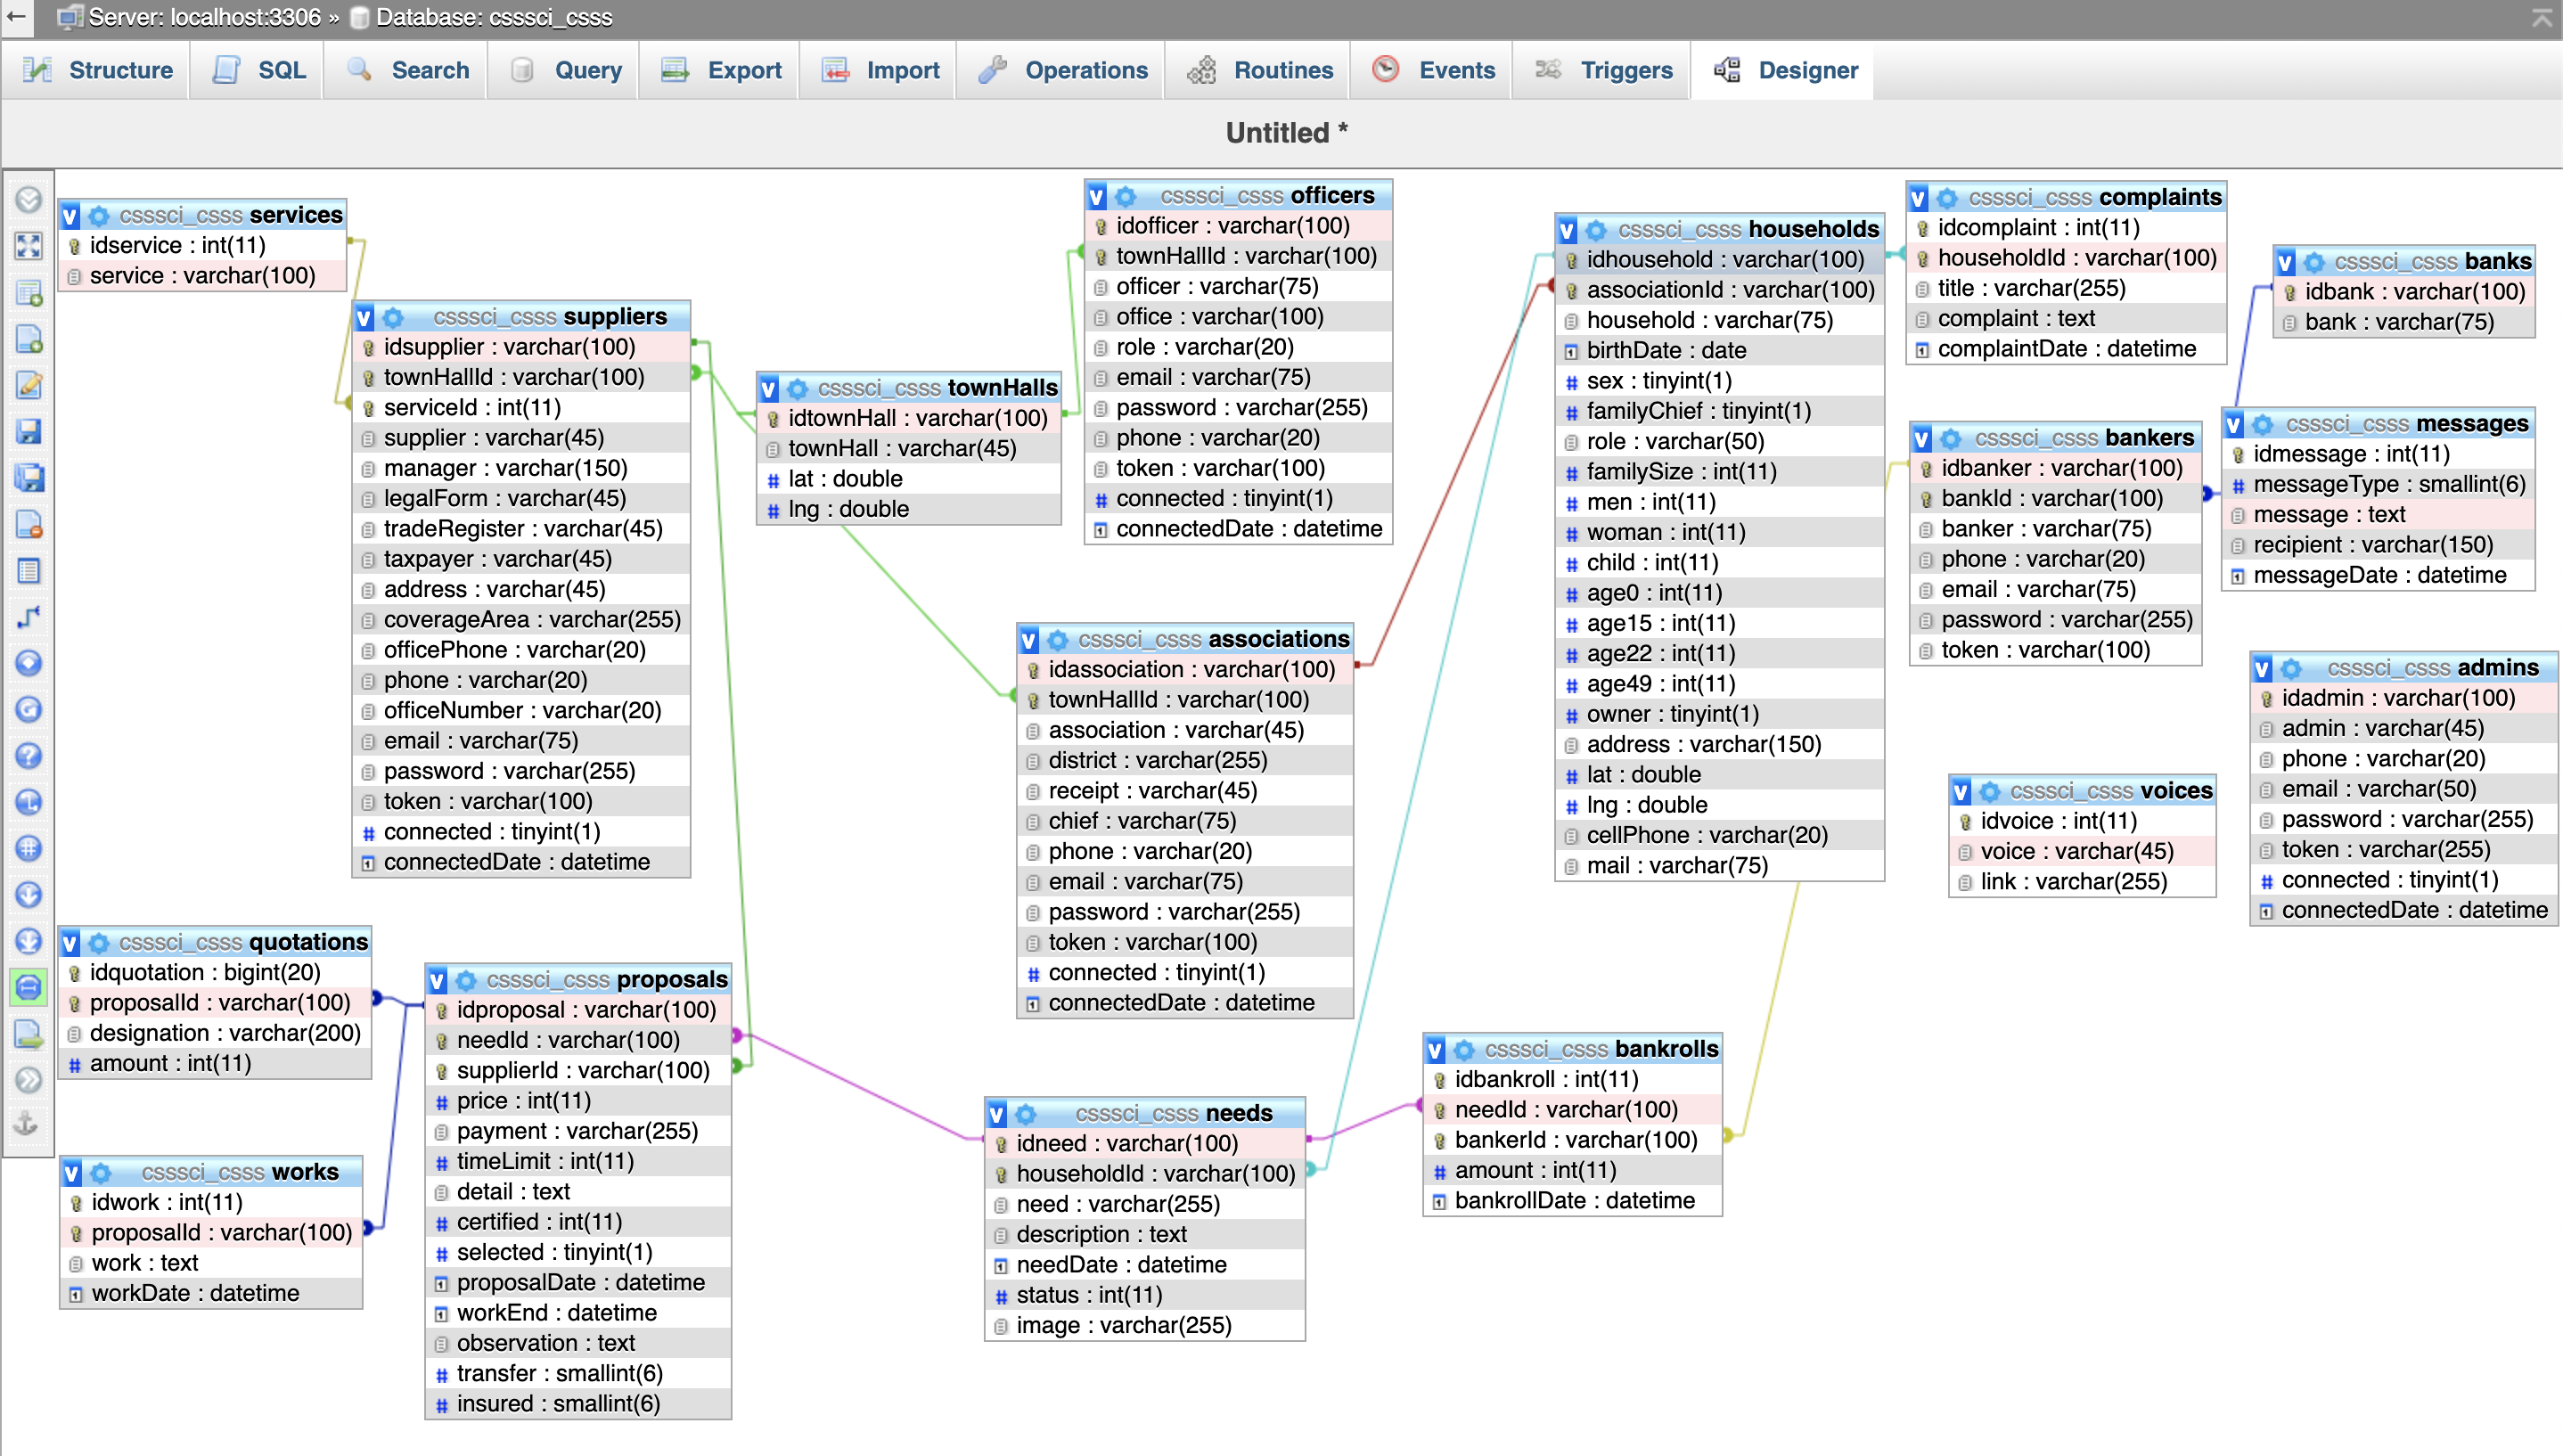 Server: localhost:3306 » Database: csssci_csss
Structure SQL Search Query Export Import Operations Routines Events Triggers Designer
Untitled *
csssci_csss services
idservice : int(11)
service : varchar(100)
csssci_csss suppliers
idsupplier : varchar(100)
townHallId : varchar(100)
serviceId : int(11)
supplier : varchar(45)
manager : varchar(150)
legalForm : varchar(45)
tradeRegister : varchar(45)
taxpayer : varchar(45)
address : varchar(45)
coverageArea : varchar(255)
officePhone : varchar(20)
phone : varchar(20)
officeNumber : varchar(20)
email : varchar(75)
password : varchar(255)
token : varchar(100)
connected : tinyint(1)
connectedDate : datetime
csssci_csss townHalls
idtownHall : varchar(100)
townHall : varchar(45)
lat : double
lng : double
csssci_csss officers
idofficer : varchar(100)
townHallId : varchar(100)
officer : varchar(75)
office : varchar(100)
role : varchar(20)
email : varchar(75)
password : varchar(255)
phone : varchar(20)
token : varchar(100)
connected : tinyint(1)
connectedDate : datetime
csssci_csss households
idhousehold : varchar(100)
associationId : varchar(100)
household : varchar(75)
birthDate : date
sex : tinyint(1)
familyChief : tinyint(1)
role : varchar(50)
familySize : int(11)
men : int(11)
woman : int(11)
child : int(11)
age0 : int(11)
age15 : int(11)
age22 : int(11)
age49 : int(11)
owner : tinyint(1)
address : varchar(150)
lat : double
lng : double
cellPhone : varchar(20)
mail : varchar(75)
csssci_csss complaints
idcomplaint : int(11)
householdId : varchar(100)
title : varchar(255)
complaint : text
complaintDate : datetime
csssci_csss banks
idbank : varchar(100)
bank : varchar(75)
csssci_csss bankers
idbanker : varchar(100)
bankId : varchar(100)
banker : varchar(75)
phone : varchar(20)
email : varchar(75)
password : varchar(255)
token : varchar(100)
csssci_csss messages
idmessage : int(11)
messageType : smallint(6)
message : text
recipient : varchar(150)
messageDate : datetime
csssci_csss associations
idassociation : varchar(100)
townHallId : varchar(100)
association : varchar(45)
district : varchar(255)
receipt : varchar(45)
chief : varchar(75)
phone : varchar(20)
email : varchar(75)
password : varchar(255)
token : varchar(100)
connected : tinyint(1)
connectedDate : datetime
csssci_csss admins
idadmin : varchar(100)
admin : varchar(45)
phone : varchar(20)
email : varchar(50)
password : varchar(255)
token : varchar(255)
connected : tinyint(1)
connectedDate : datetime
csssci_csss voices
idvoice : int(11)
voice : varchar(45)
link : varchar(255)
csssci_csss quotations
idquotation : bigint(20)
proposalId : varchar(100)
designation : varchar(200)
amount : int(11)
csssci_csss proposals
idproposal : varchar(100)
needId : varchar(100)
supplierId : varchar(100)
price : int(11)
payment : varchar(255)
timeLimit : int(11)
detail : text
certified : int(11)
selected : tinyint(1)
proposalDate : datetime
workEnd : datetime
observation : text
transfer : smallint(6)
insured : smallint(6)
csssci_csss works
idwork : int(11)
proposalId : varchar(100)
work : text
workDate : datetime
csssci_csss needs
idneed : varchar(100)
householdId : varchar(100)
need : varchar(255)
description : text
needDate : datetime
status : int(11)
image : varchar(255)
csssci_csss bankrolls
idbankroll : int(11)
needId : varchar(100)
bankerId : varchar(100)
amount : int(11)
bankrollDate : datetime